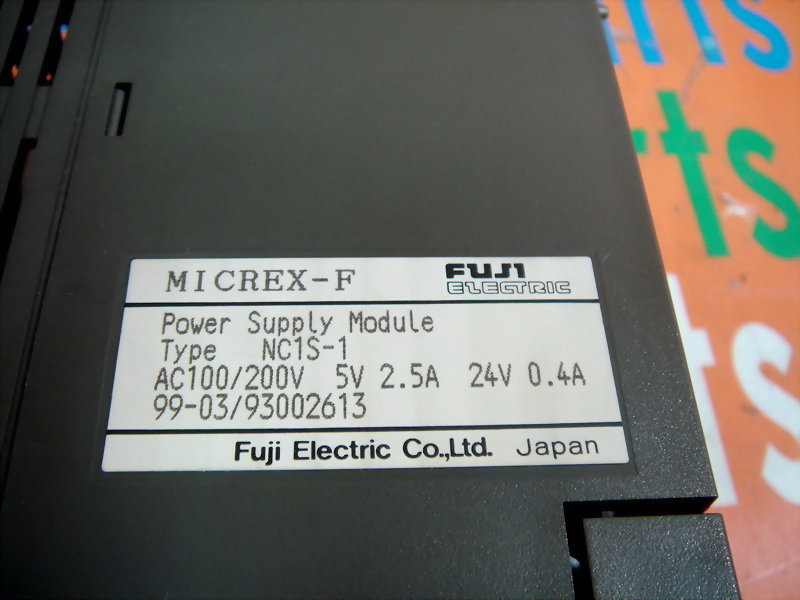 MICREX-F FUJI ELECTRIC
Power Supply Module
Type NC1S-1
AC100/200V 5V 2.5A 24V 0.4A
99-03/93002613
Fuji Electric Co.,Ltd. Japan